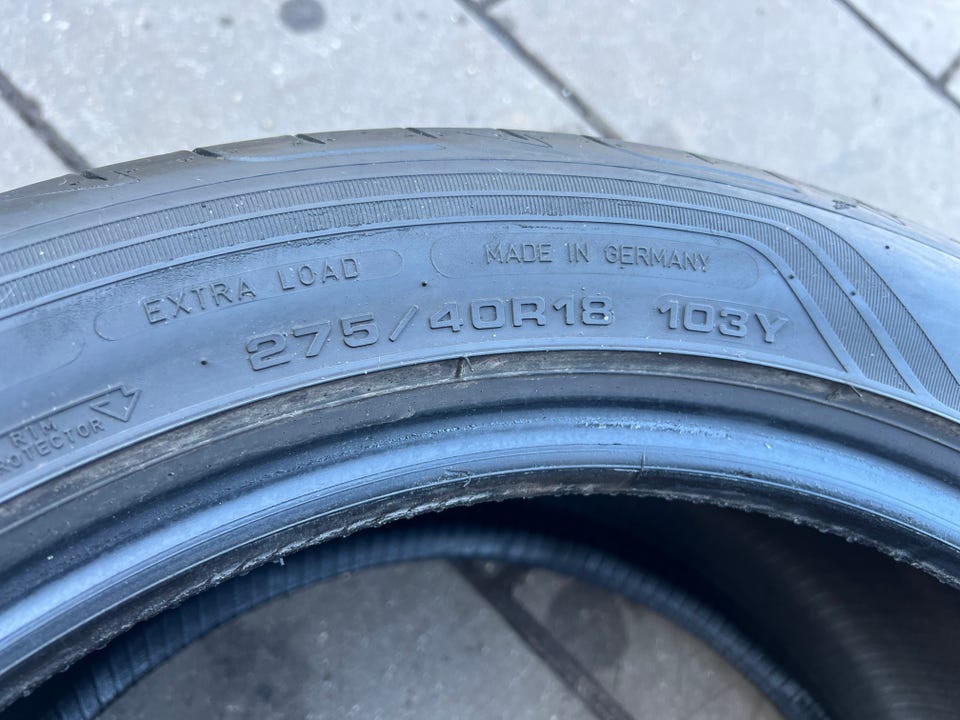 EXTRA LOAD
MADE IN GERMANY
275/40R18 103Y
RIM
PROTECTOR